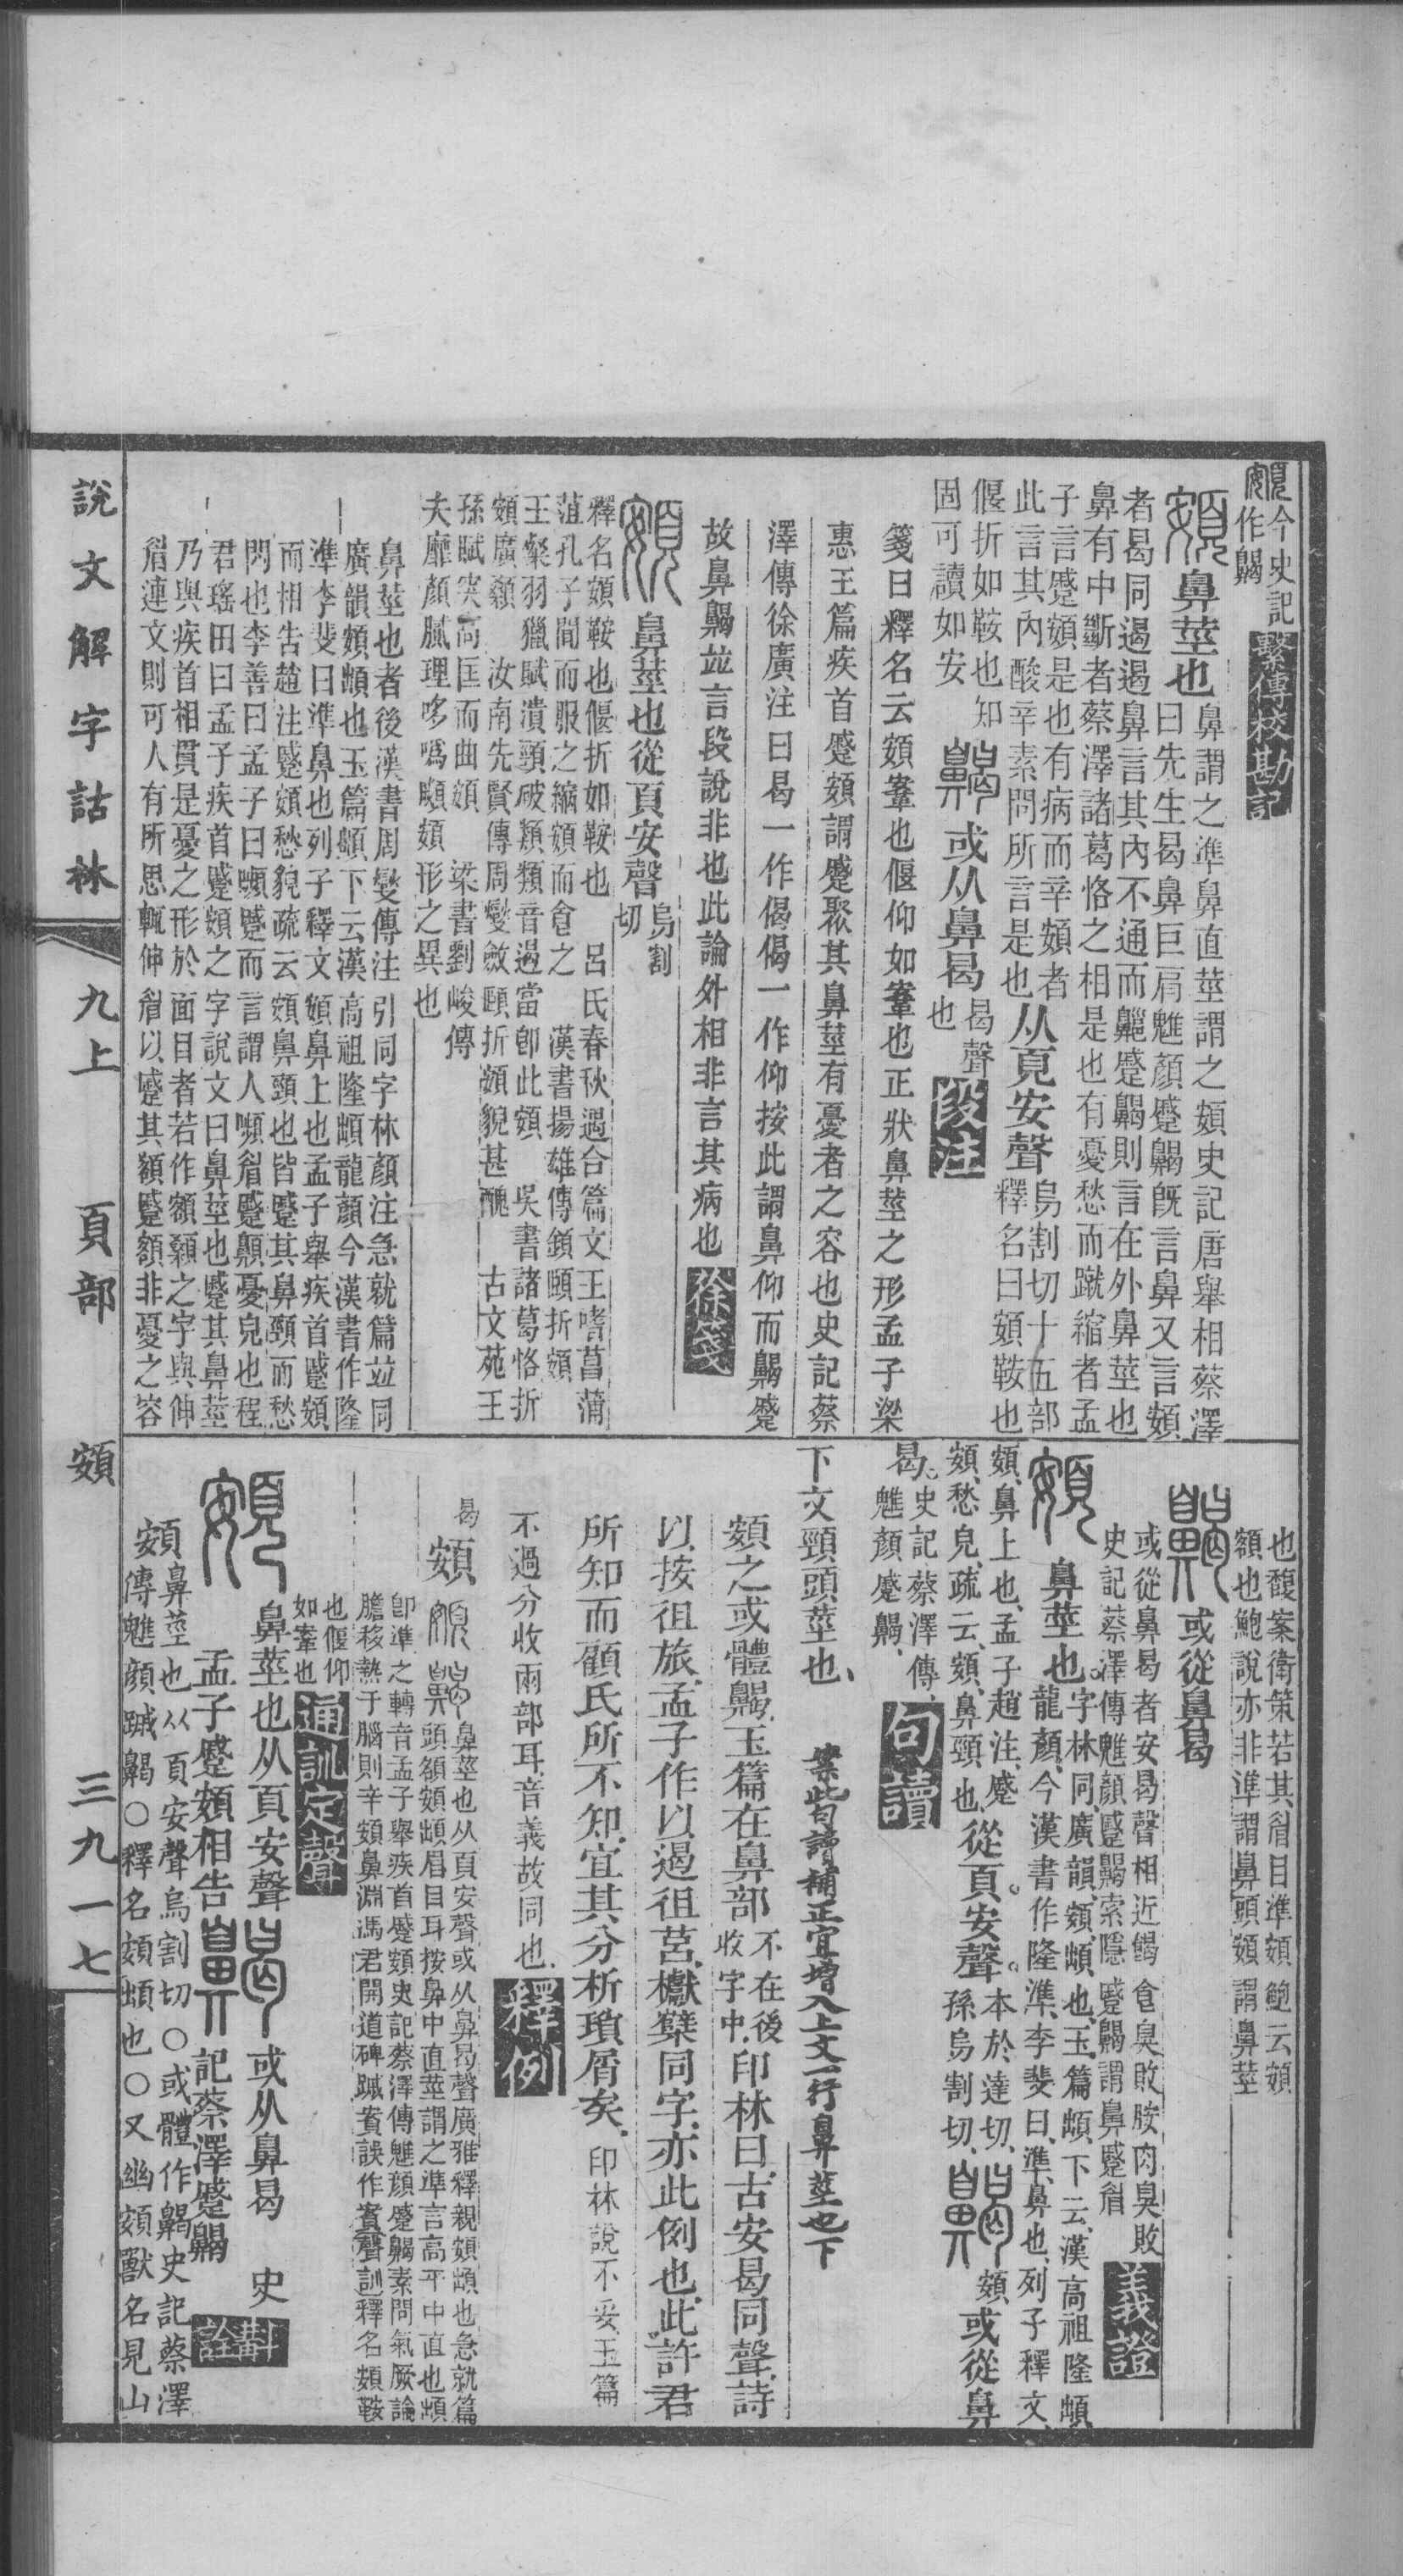 頞今史記
作齃
繫傳校勘記
頞鼻莖也
鼻謂之準鼻直莖謂之頞史記唐舉相蔡澤
曰先生曷鼻巨肩魋顏蹙齃旣言鼻又言頞
者曷同遏遏鼻言其內不通而齆蹙齃則言在外鼻莖也
鼻有中斷者蔡澤諸葛恪之相是也有憂愁而蹴縮者孟
子言蹙頞是也有病而辛頞者
此言其內酸辛素問所言是也
从頁安聲
烏割切十五部
釋名曰頞鞍也
偃折如鞍也知
固可讀如安
齃或从鼻曷
曷聲
也
段注
箋曰釋名云頞鞌也偃仰如鞌也正狀鼻莖之形孟子梁
惠王篇疾首蹙頞謂蹙聚其鼻莖有憂者之容也史記蔡
澤傳徐廣注曰曷一作偈偈一作仰按此謂鼻仰而齃蹙
故鼻齃竝言段說非也此論外相非言其病也
徐箋
頞鼻莖也從頁安聲
烏割
切
釋名頞鞍也偃折如鞍也　呂氏春秋遇合篇文王嗜菖蒲
菹孔子聞而服之縮頞而食之　漢書揚雄傳顉頤折頞
王粲羽獵賦潰頸破頞頞音遏當卽此頞　吳書諸葛恪折
頞廣顙　汝南先賢傳周燮斂頤折頞貌甚醜　古文苑王
孫賦突高匡而曲頞　梁書劉峻傳
夫靡顏膩理哆噅顣頞形之異也
鼻莖也者後漢書周燮傳注引同字林顏注急就篇竝同
廣韻頞䪼也玉篇䪼下云漢高祖隆䪼龍顏今漢書作隆
準李斐曰準鼻也列子釋文頞鼻上也孟子舉疾首蹙頞
而相告趙注蹙頞愁貌疏云頞鼻頸也皆蹙其鼻頸而愁
悶也李善曰孟子曰嚬蹙而言謂人嚬眉蹙頞憂皃也程
君瑤田曰孟子疾首蹙頞之字說文曰鼻莖也蹙其鼻莖
乃與疾首相貫是憂之形於面目者若作額顙之字與伸
眉連文則可人有所思輒伸眉以蹙其額蹙額非憂之容
也馥案衛策若其眉目準頞鮑云頞
額也鮑說亦非準謂鼻頭頞謂鼻莖
齃或從鼻曷
或從鼻曷者安曷聲相近餲食臭敗胺肉臭敗
史記蔡澤傳魋顏蹙齃索隱蹙齃謂鼻蹙眉
義證
頞鼻莖也
字林同廣韻頞䪼也玉篇䪼下云漢高祖隆䪼
龍顏今漢書作隆準李斐曰準鼻也列子釋文
頞鼻上也孟子趙注蹙
頞愁皃疏云頞鼻頸也
從頁安聲
本於達切
孫烏割切
齃頞或從鼻
曷
史記蔡澤傳
魋顏蹙齃
句讀
下文頸頭莖也
案此句讀補正宜增入上文一行鼻莖也下
頞之或體齃玉篇在鼻部
不在後
收字中
印林曰古安曷同聲詩
以按徂旅孟子作以遏徂莒櫱同字亦此例也此許君
所知而顧氏所不知宜其分析瑣屑矣
印林說不妥玉篇
不過分收兩部耳音義故同也
釋例
曷
頞
鼻莖也从頁安聲或从鼻曷聲廣雅釋親頞䪼也急就篇
頭頟頞䪼眉目耳按鼻中直莖謂之準言高平中直也䪼
卽準之轉音孟子舉疾首蹙頞史記蔡澤傳魋顏蹙齃素問氣厥論
膽移熱于腦則辛頞鼻淵馮君開道碑蹴頞誤作賓聲訓釋名頞鞍
也偃仰
如鞌也
通訓定聲
頞鼻莖也从頁安聲
孟子蹙頞相告
齃或从鼻曷
史
記蔡澤蹙齃
斠詮
頞鼻莖也从頁安聲烏割切○或體作齃史記蔡澤
傳魋顏蹴齃○釋名頞䪼也○又幽頞獸名見山
說文解字詁林
九上
頁部
頞
三九一七